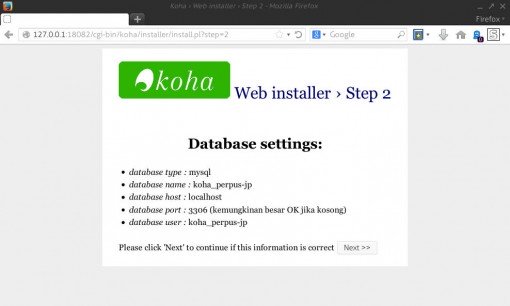 Koha › Web installer › Step 2 - Mozilla Firefox
Firefox
127.0.0.1:18082/cgi-bin/koha/installer/install.pl?step=2
Google
koha Web installer › Step 2
Database settings:
database type : mysql
database name : koha_perpus-jp
database host : localhost
database port : 3306 (kemungkinan besar OK jika kosong)
database user : koha_perpus-jp
Please click 'Next' to continue if this information is correct Next >>